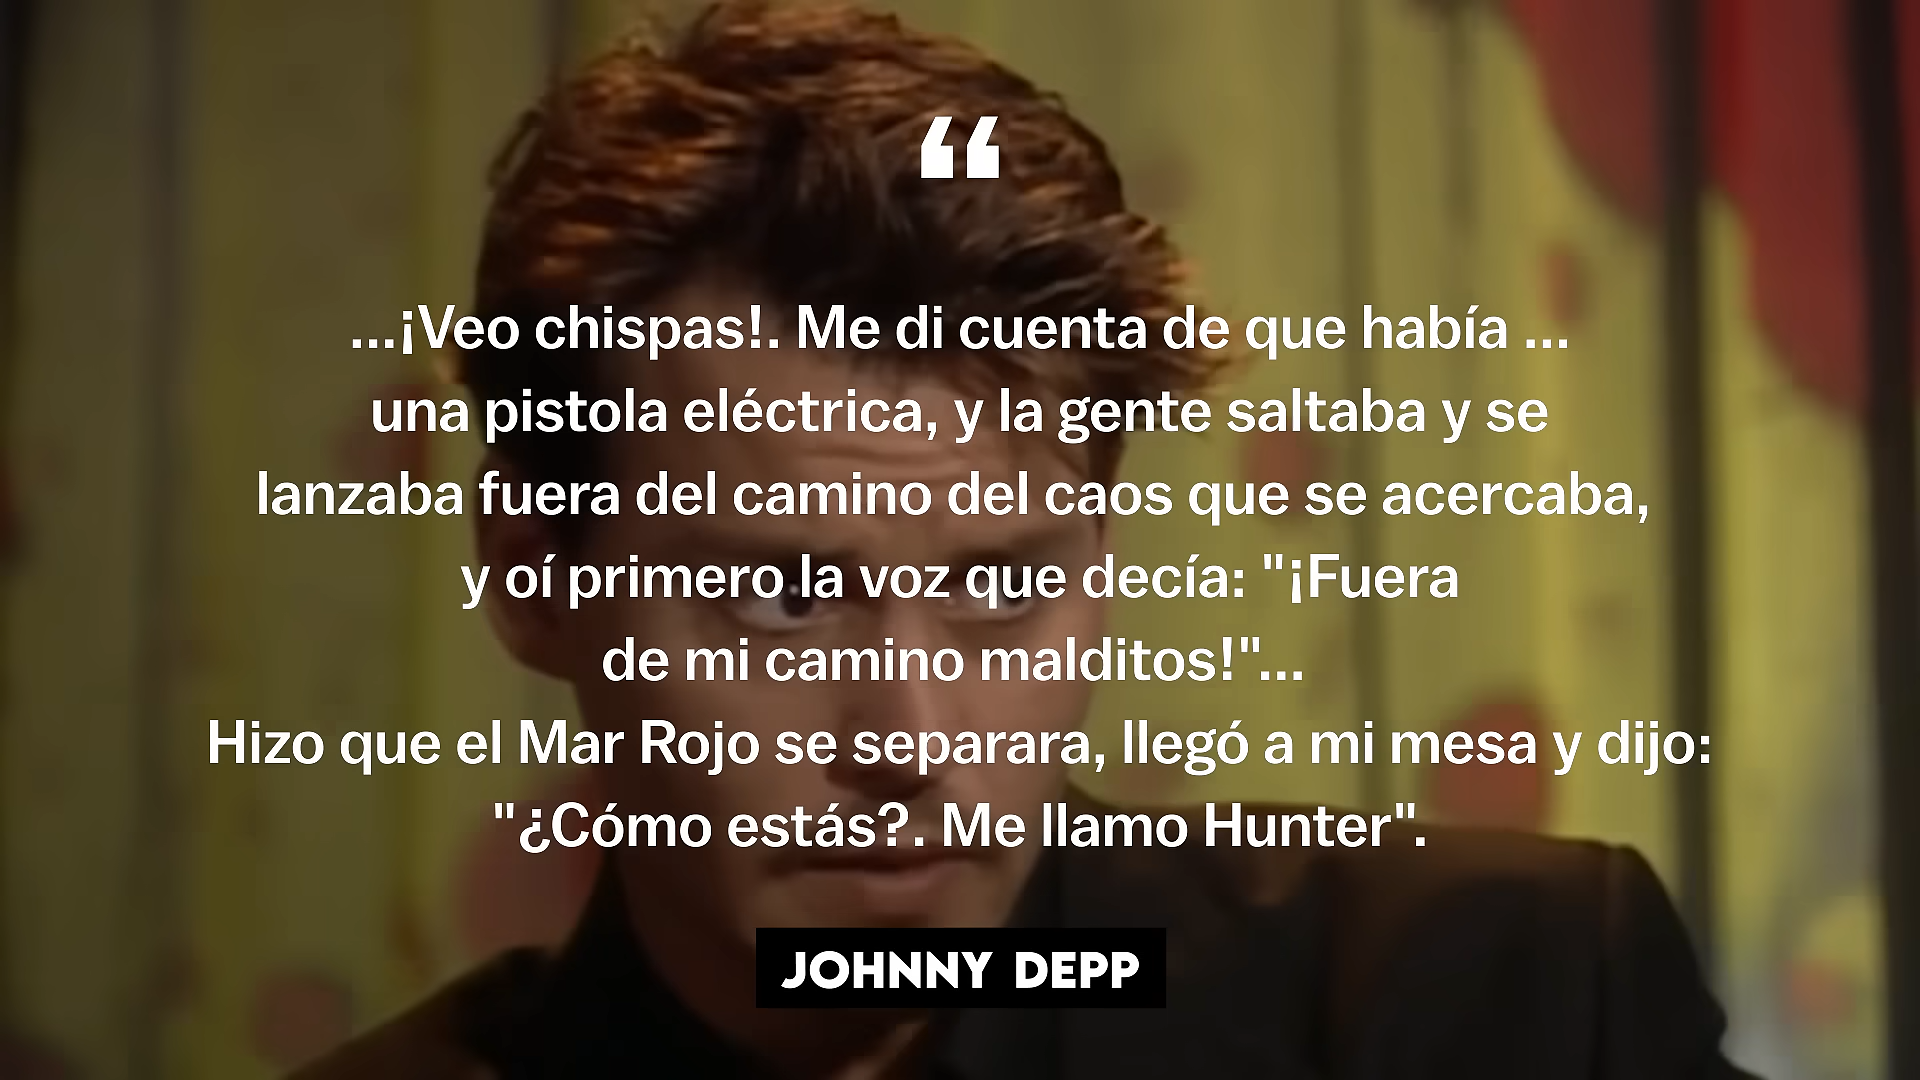 “
...¡Veo chispas!. Me di cuenta de que había ...
una pistola eléctrica, y la gente saltaba y se
lanzaba fuera del camino del caos que se acercaba,
y oí primero la voz que decía: "¡Fuera
de mi camino malditos!"...
Hizo que el Mar Rojo se separara, llegó a mi mesa y dijo:
"¿Cómo estás?. Me llamo Hunter".
JOHNNY DEPP